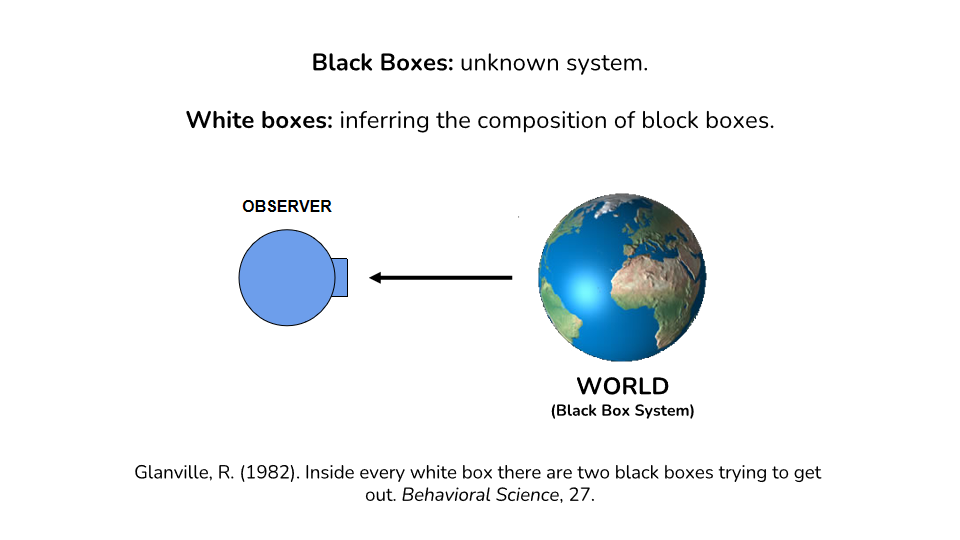 Black Boxes: unknown system.
White boxes: inferring the composition of block boxes.
OBSERVER
WORLD
(Black Box System)
Glanville, R. (1982). Inside every white box there are two black boxes trying to get
out. Behavioral Science, 27.